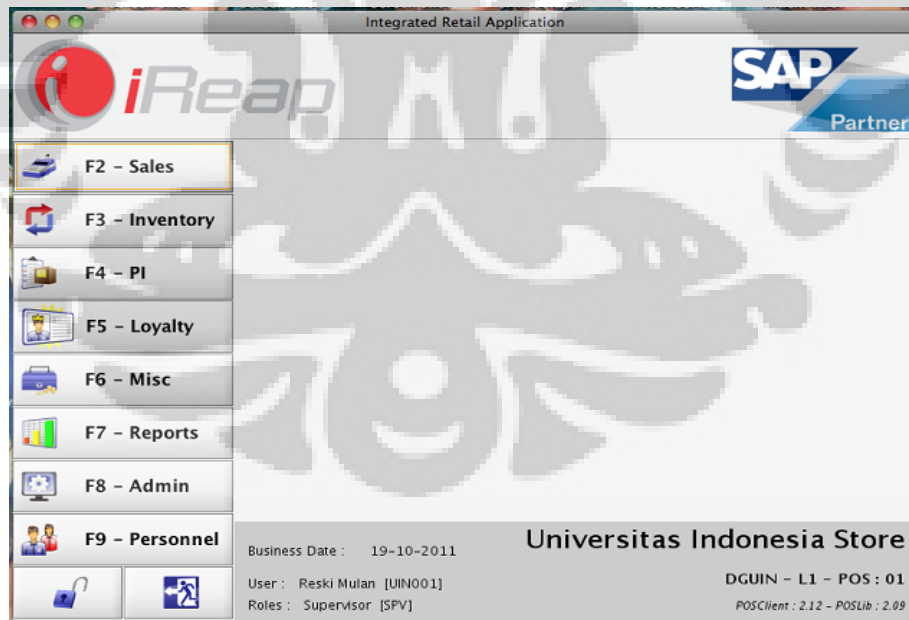 Integrated Retail Application
iReap
SAP
Partner
F2 – Sales
F3 – Inventory
F4 – PI
F5 – Loyalty
F6 – Misc
F7 – Reports
F8 – Admin
F9 – Personnel
Business Date : 19-10-2011
User : Reski Mulan [UIN001]
Roles : Supervisor [SPV]
Universitas Indonesia Store
DGUIN – L1 – POS : 01
POSClient : 2.12 – POSLib : 2.09